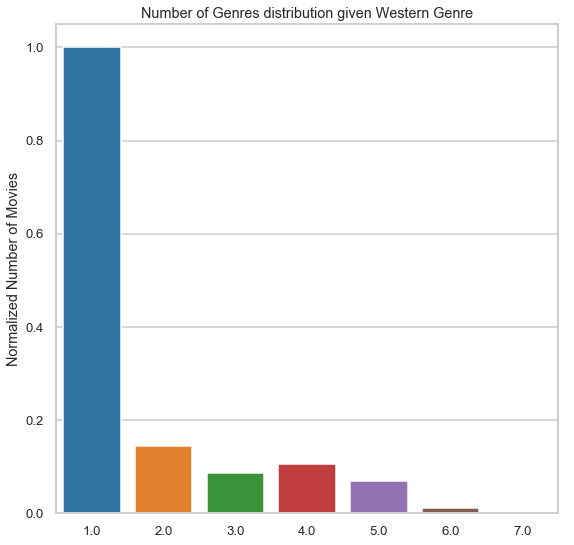 Number of Genres distribution given Western Genre
Normalized Number of Movies
1.0
0.8
0.6
0.4
0.2
0.0
1.0 2.0 3.0 4.0 5.0 6.0 7.0